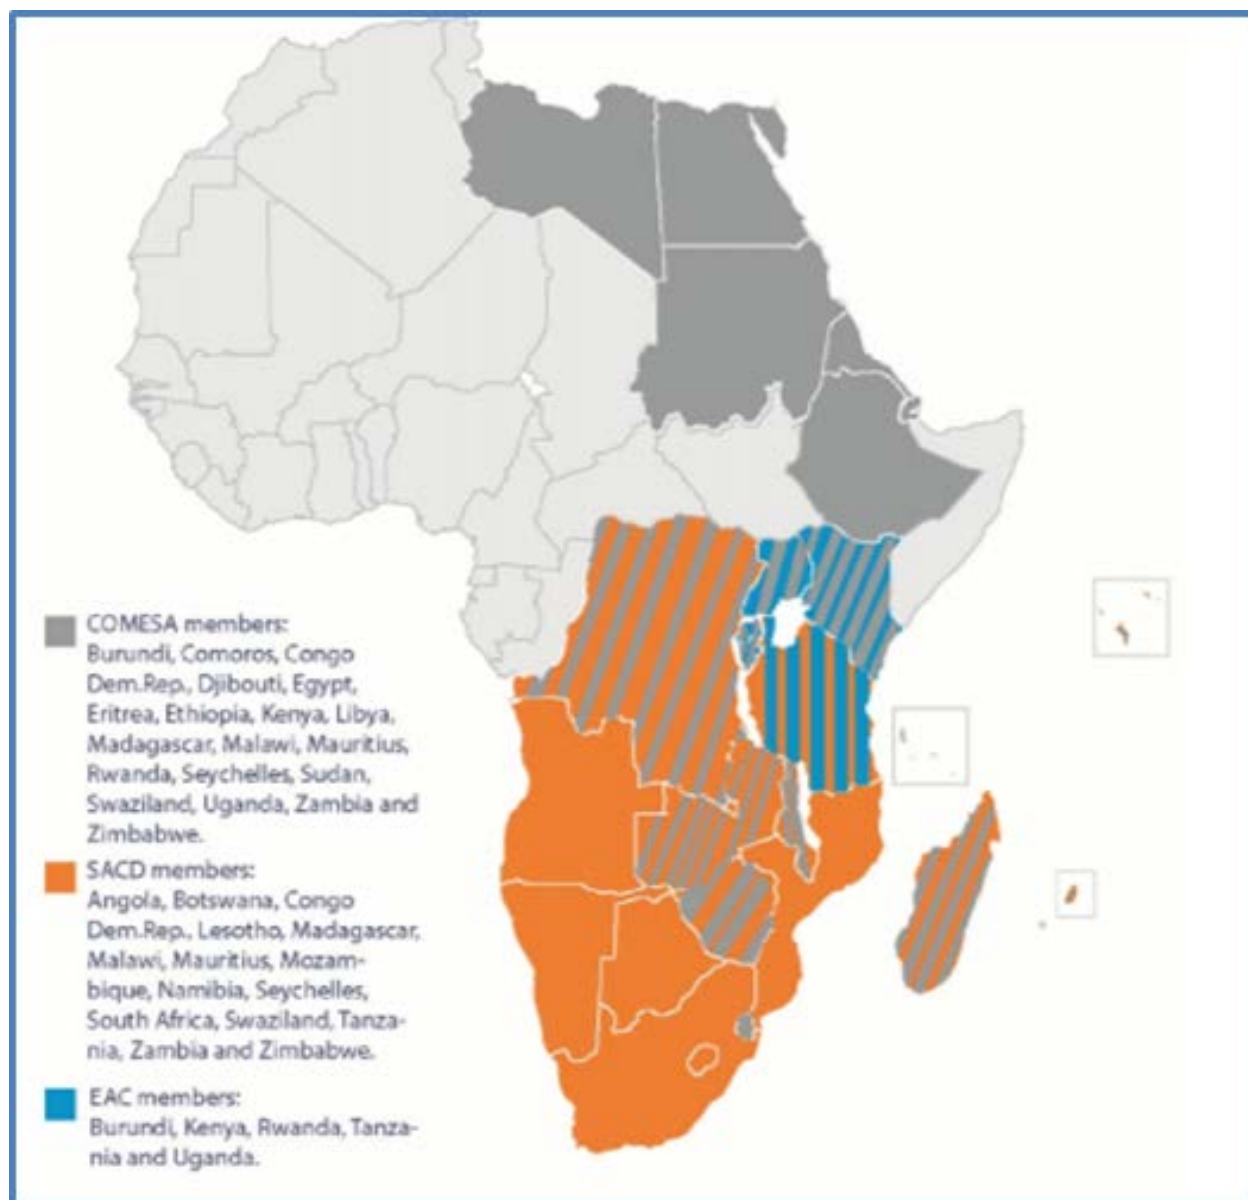 COMESA members:
Burundi, Comoros, Congo
Dem.Rep., Djibouti, Egypt,
Eritrea, Ethiopia, Kenya, Libya,
Madagascar, Malawi, Mauritius,
Rwanda, Seychelles, Sudan,
Swaziland, Uganda, Zambia and
Zimbabwe.
SACD members:
Angola, Botswana, Congo
Dem.Rep., Lesotho, Madagascar,
Malawi, Mauritius, Mozam-
bique, Namibia, Seychelles,
South Africa, Swaziland, Tanza-
nia, Zambia and Zimbabwe.
EAC members:
Burundi, Kenya, Rwanda, Tanza-
nia and Uganda.